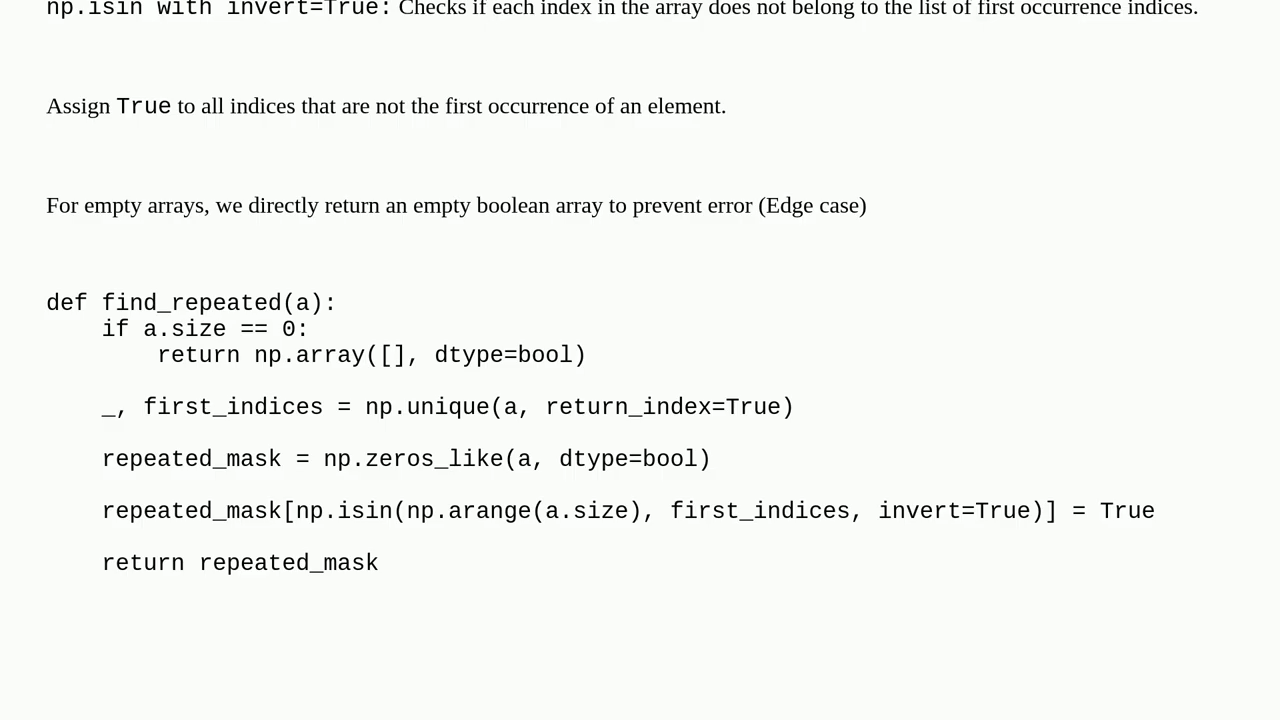 np.isin with invert=True: Checks if each index in the array does not belong to the list of first occurrence indices.
Assign True to all indices that are not the first occurrence of an element.
For empty arrays, we directly return an empty boolean array to prevent error (Edge case)
def find_repeated(a):
    if a.size == 0:
        return np.array([], dtype=bool)
    _, first_indices = np.unique(a, return_index=True)
    repeated_mask = np.zeros_like(a, dtype=bool)
    repeated_mask[np.isin(np.arange(a.size), first_indices, invert=True)] = True
    return repeated_mask